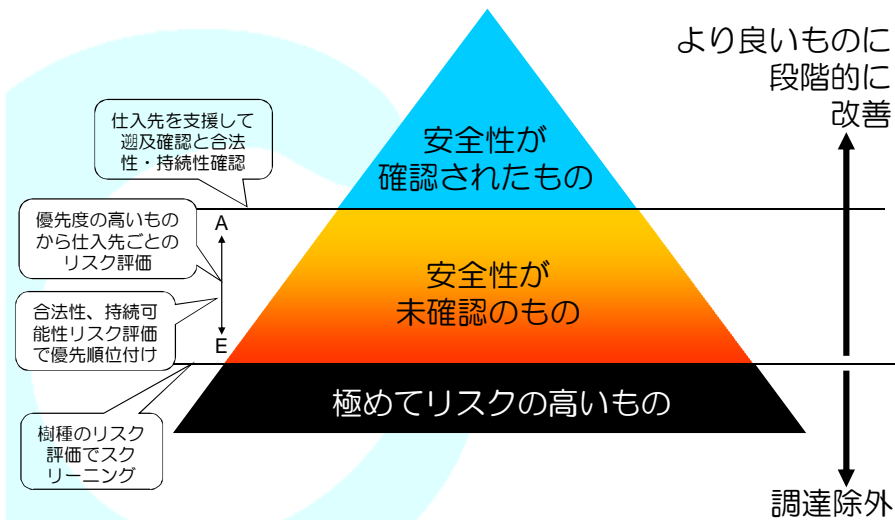 より良いものに
段階的に
改善
仕入先を支援して
遡及確認と合法
性・持続性確認
安全性が
確認されたもの
優先度の高いもの
から仕入先ごとの
リスク評価
A
安全性が
未確認のもの
合法性、持続可
能性リスク評価
で優先順位付け
E
極めてリスクの高いもの
樹種のリスク
評価でスク
リーニング
調達除外